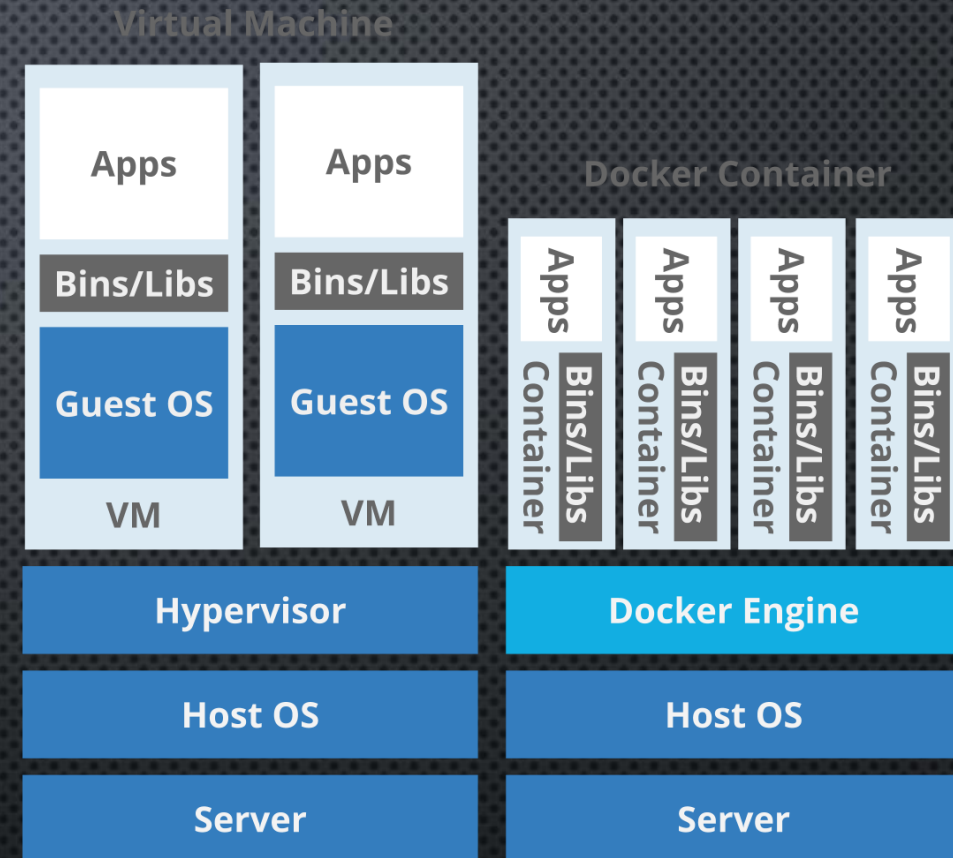 Virtual Machine
Apps
Bins/Libs
Guest OS
VM
Apps
Bins/Libs
Guest OS
VM
Hypervisor
Host OS
Server
Docker Container
Apps
Bins/Libs
Container
Apps
Bins/Libs
Container
Apps
Bins/Libs
Container
Apps
Bins/Libs
Container
Docker Engine
Host OS
Server